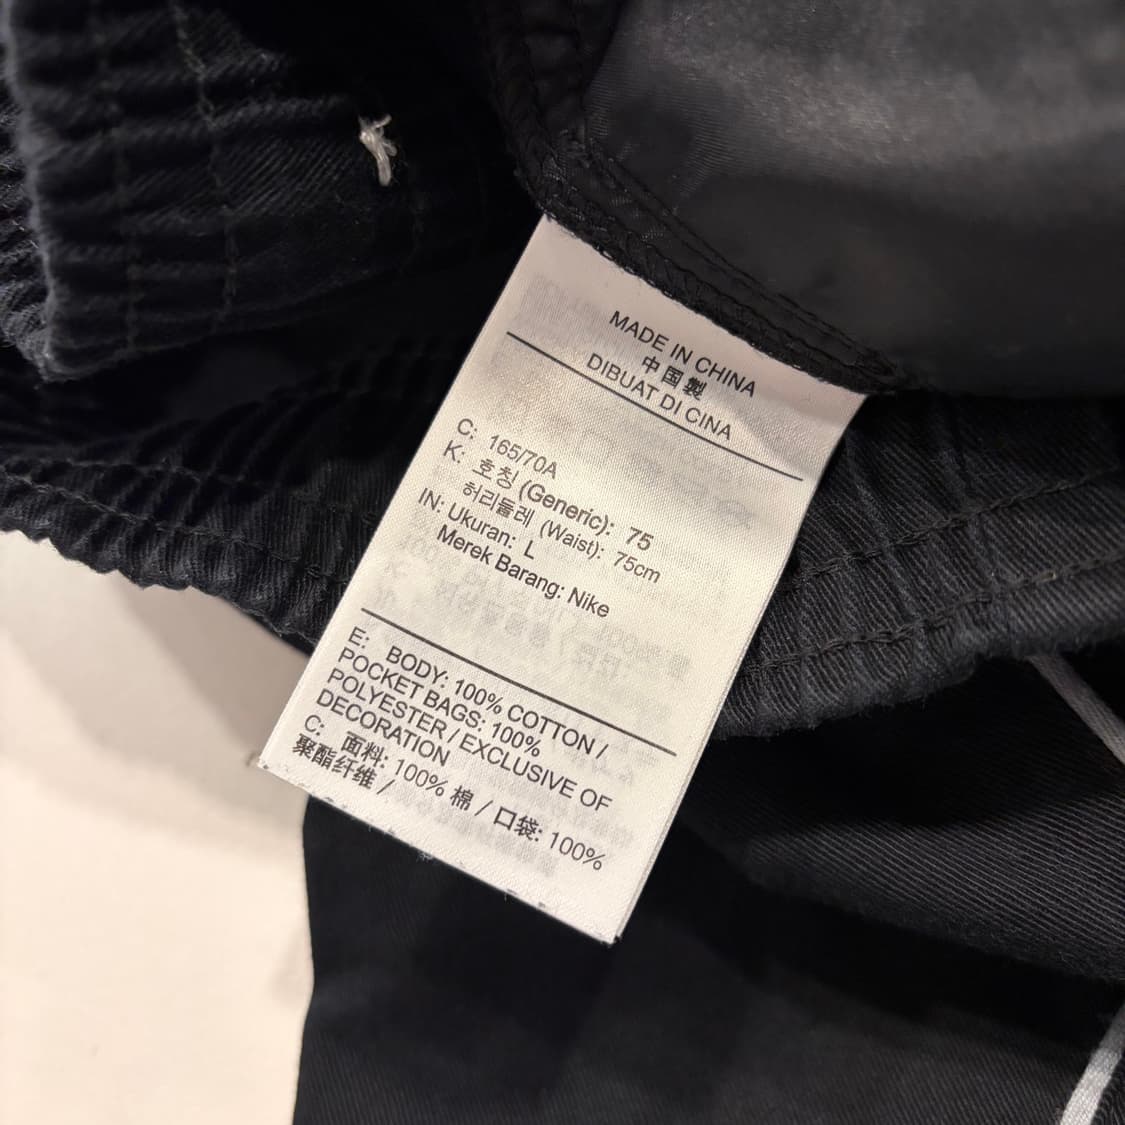 MADE IN CHINA
中国製
DIBUAT DI CINA
C: 165/70A
K: 호칭 (Generic): 75
허리둘레 (Waist): 75cm
IN: Ukuran: L
Merek Barang: Nike
E: BODY: 100% COTTON /
POCKET BAGS: 100%
POLYESTER / EXCLUSIVE OF
DECORATION
C: 面料: 100% 棉 / 口袋: 100%
聚酯纤维 /